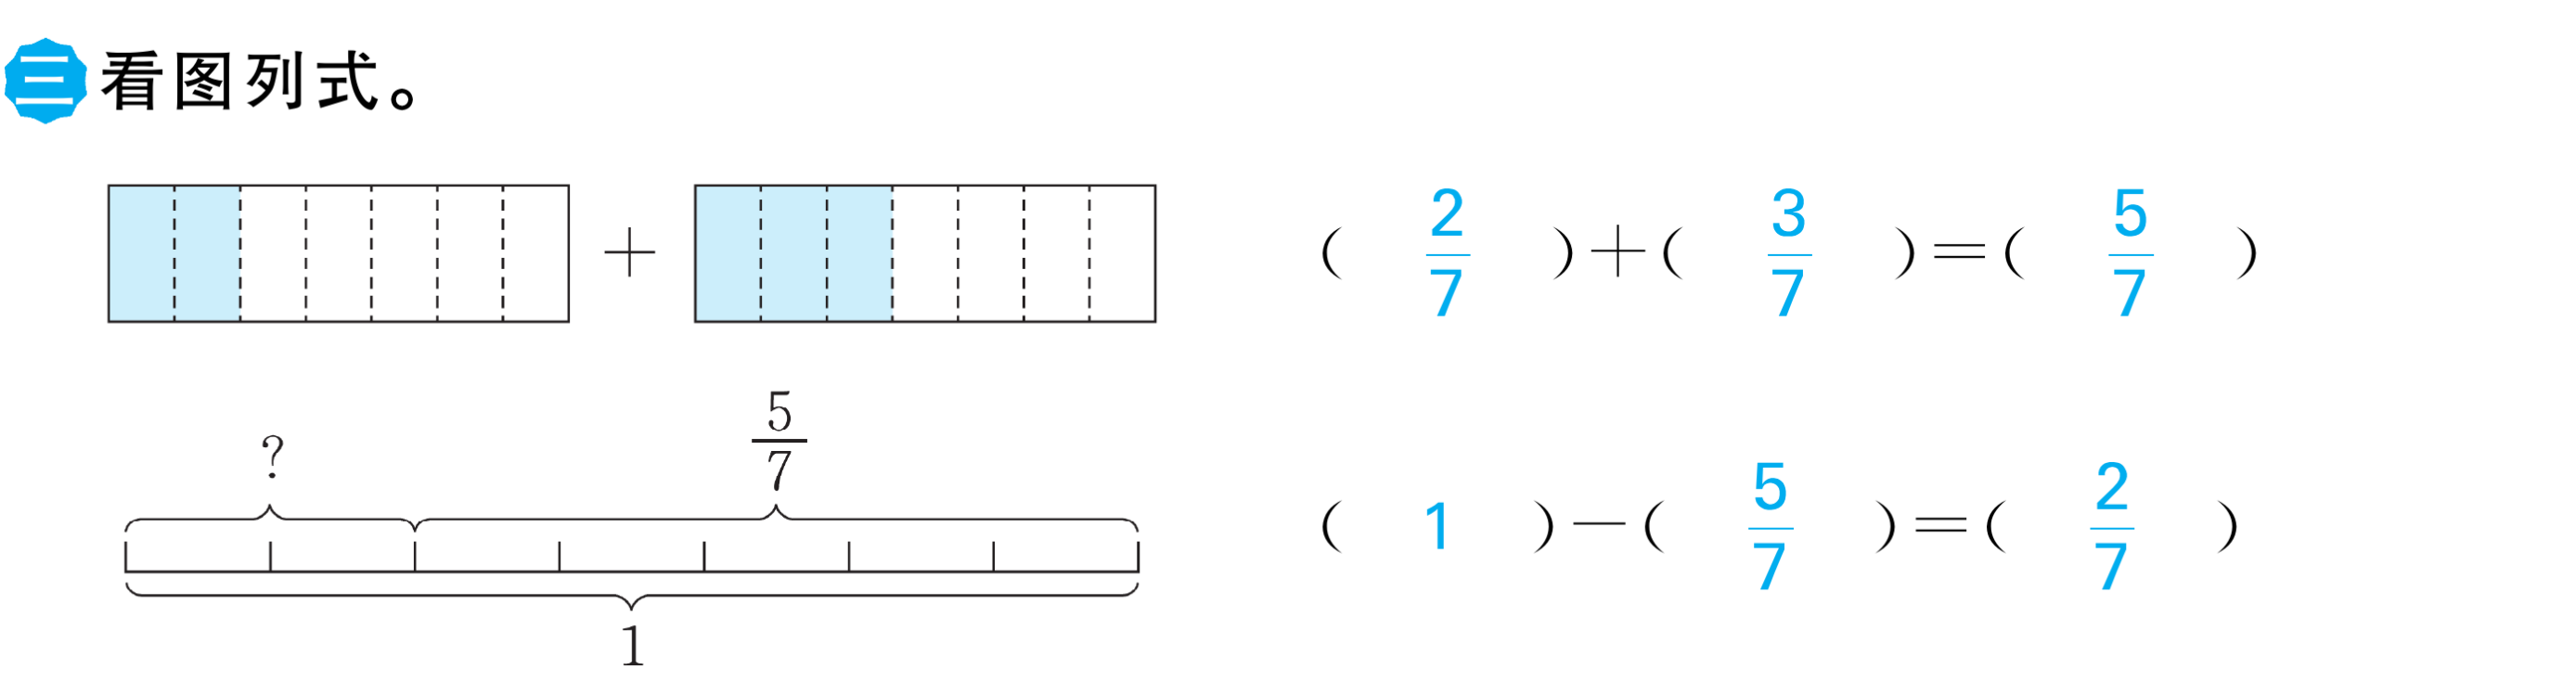 三 看图列式。
+ ( 2/7 )+( 3/7 )=( 5/7 )
? 5/7
1
( 1 )−( 5/7 )=( 2/7 )